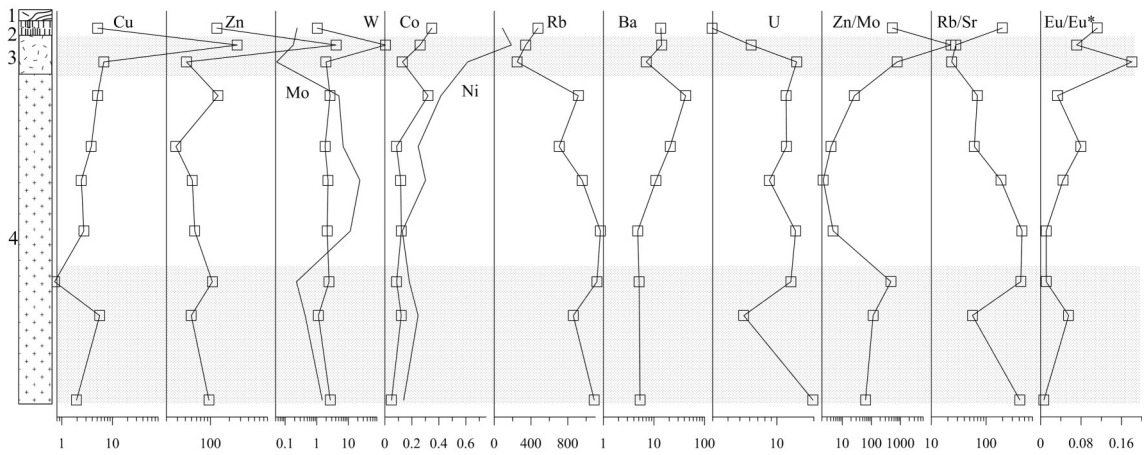 1 Cu Zn W Co Rb Ba U Zn/Mo Rb/Sr Eu/Eu*
2
3
Mo Ni
4
1 10 100 0.1 1 10 0 0.2 0.4 0.6 0 400 800 1 10 100 10 10 100 1000 10 100 0 0.08 0.16